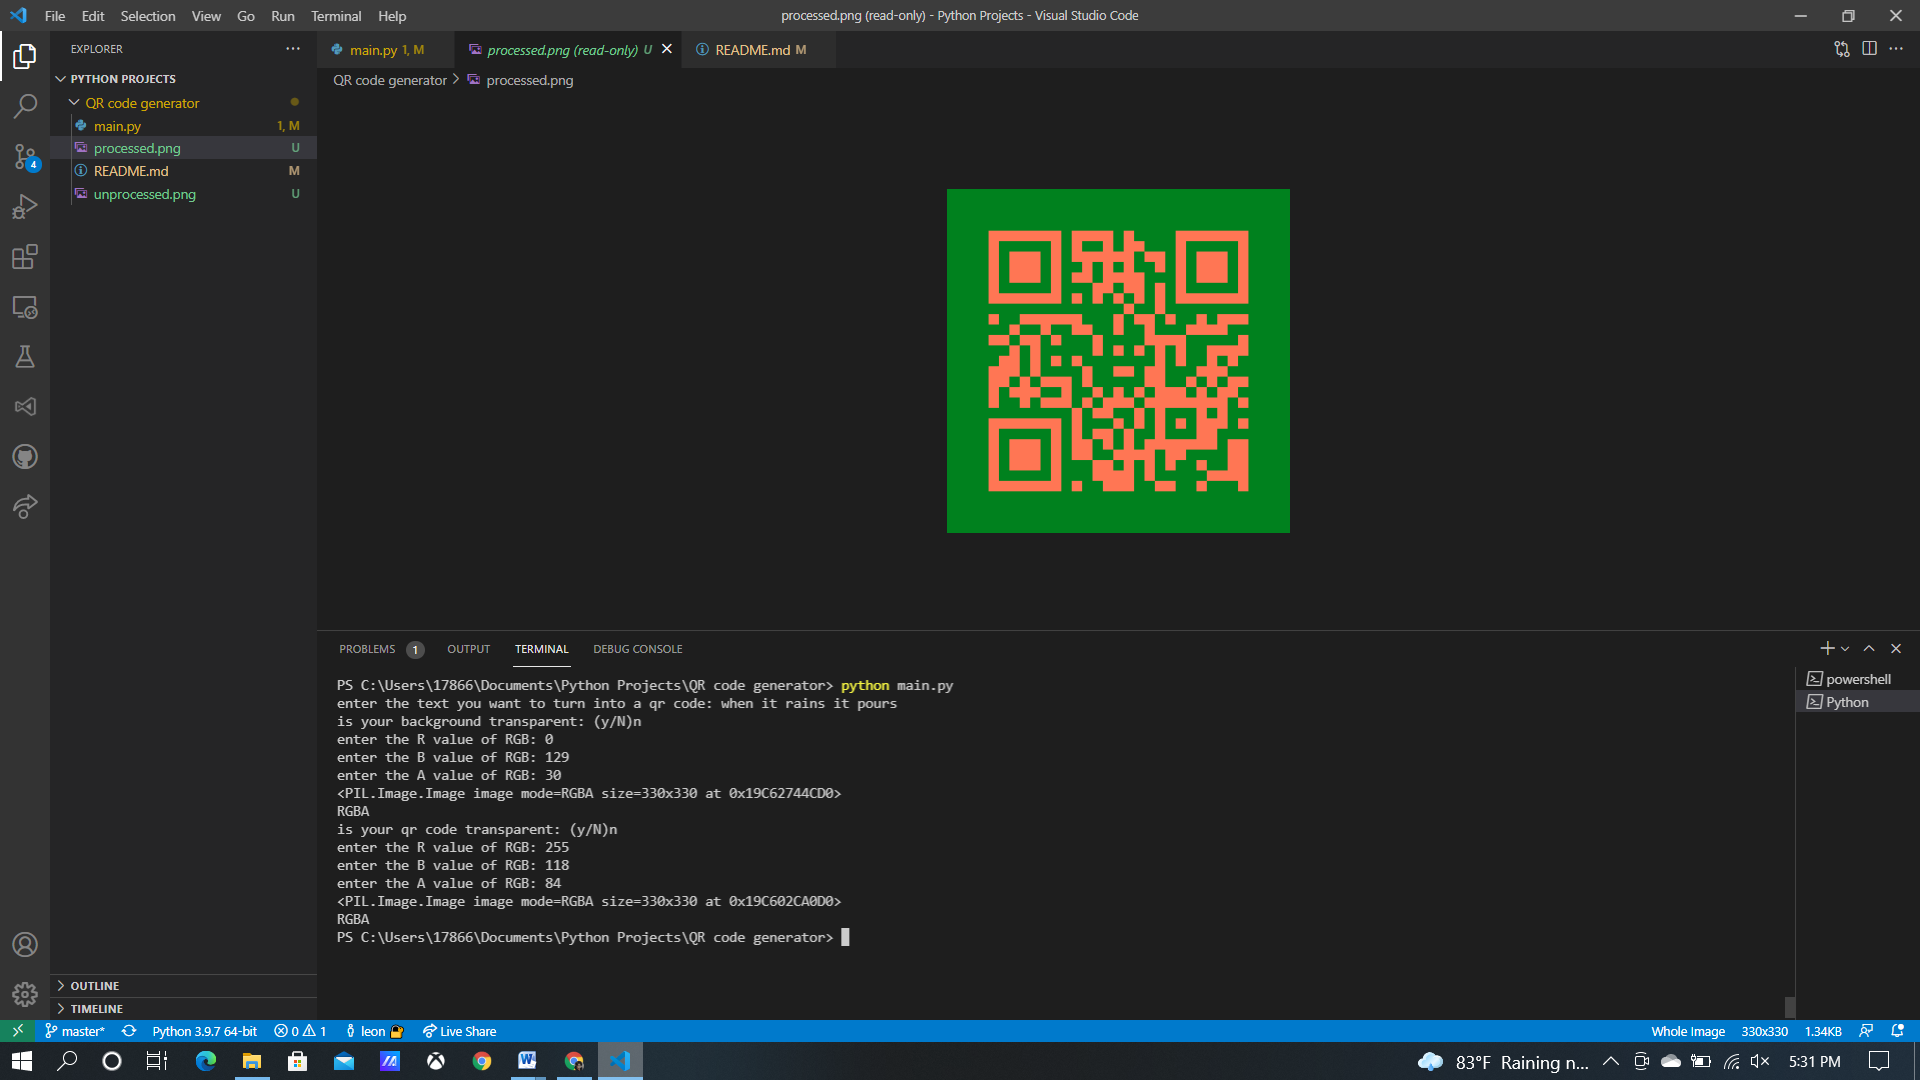 File Edit Selection View Go Run Terminal Help
processed.png (read-only) - Python Projects - Visual Studio Code
EXPLORER
main.py 1, M
processed.png (read-only) U
README.md M
PYTHON PROJECTS
QR code generator > processed.png
QR code generator
main.py 1, M
processed.png U
README.md M
unprocessed.png U
4
PROBLEMS 1 OUTPUT TERMINAL DEBUG CONSOLE
PS C:\Users\17866\Documents\Python Projects\QR code generator> python main.py
enter the text you want to turn into a qr code: when it rains it pours
is your background transparent: (y/N)n
enter the R value of RGB: 0
enter the B value of RGB: 129
enter the A value of RGB: 30
<PIL.Image.Image image mode=RGBA size=330x330 at 0x19C62744CD0>
RGBA
is your qr code transparent: (y/N)n
enter the R value of RGB: 255
enter the B value of RGB: 118
enter the A value of RGB: 84
<PIL.Image.Image image mode=RGBA size=330x330 at 0x19C602CA0D0>
RGBA
PS C:\Users\17866\Documents\Python Projects\QR code generator>
powershell
Python
OUTLINE
TIMELINE
master* Python 3.9.7 64-bit 0 1 leon Live Share
Whole Image 330x330 1.34KB
83°F Raining n... 5:31 PM